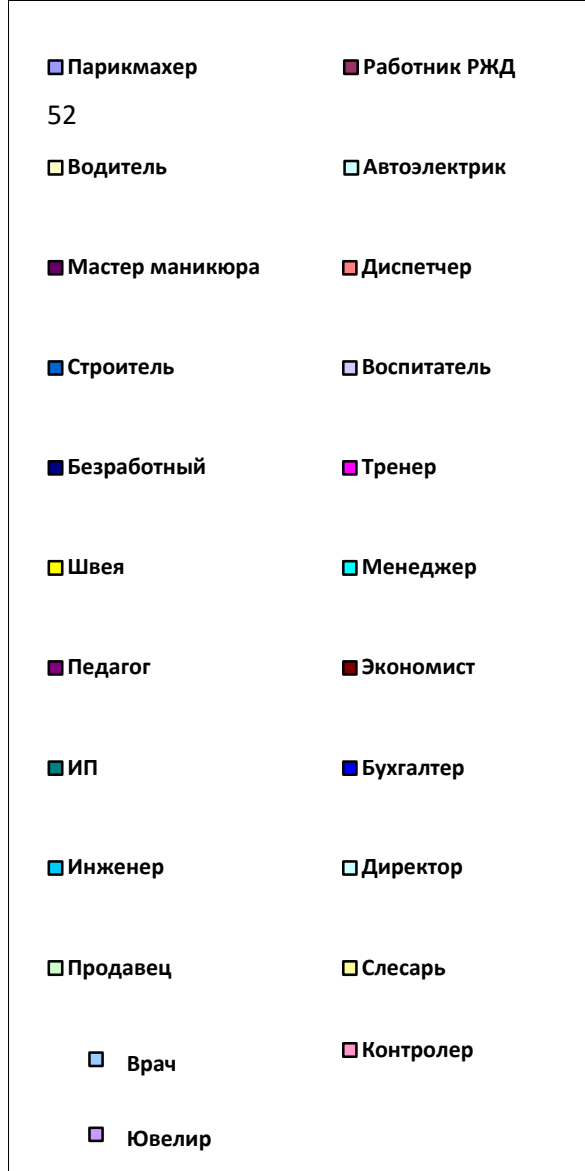 Парикмахер Работник РЖД
52
Водитель Автоэлектрик
Мастер маникюра Диспетчер
Строитель Воспитатель
Безработный Тренер
Швея Менеджер
Педагог Экономист
ИП Бухгалтер
Инженер Директор
Продавец Слесарь
Врач Контролер
Ювелир